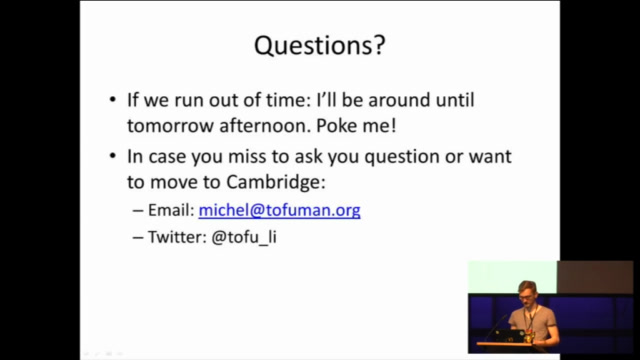 Questions?
• If we run out of time: I'll be around until
tomorrow afternoon. Poke me!
• In case you miss to ask you question or want
to move to Cambridge:
– Email: michel@tofuman.org
– Twitter: @tofu_li